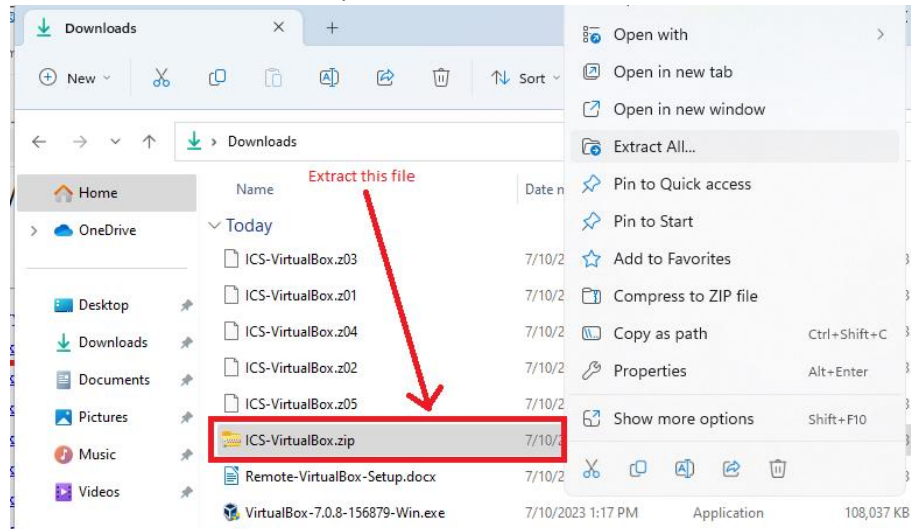 Downloads
New
Sort
Downloads
Home
OneDrive
Desktop
Downloads
Documents
Pictures
Music
Videos
Name
Extract this file
Date
Today
ICS-VirtualBox.z03
7/10/2
ICS-VirtualBox.z01
7/10/2
ICS-VirtualBox.z04
7/10/2
ICS-VirtualBox.z02
7/10/2
ICS-VirtualBox.z05
7/10/2
ICS-VirtualBox.zip
7/10/2
Remote-VirtualBox-Setup.docx
7/10/2
VirtualBox-7.0.8-156879-Win.exe
7/10/2023 1:17 PM
Application
108,037 KB
Open with
Open in new tab
Open in new window
Extract All...
Pin to Quick access
Pin to Start
Add to Favorites
Compress to ZIP file
Copy as path Ctrl+Shift+C
Properties Alt+Enter
Show more options Shift+F10